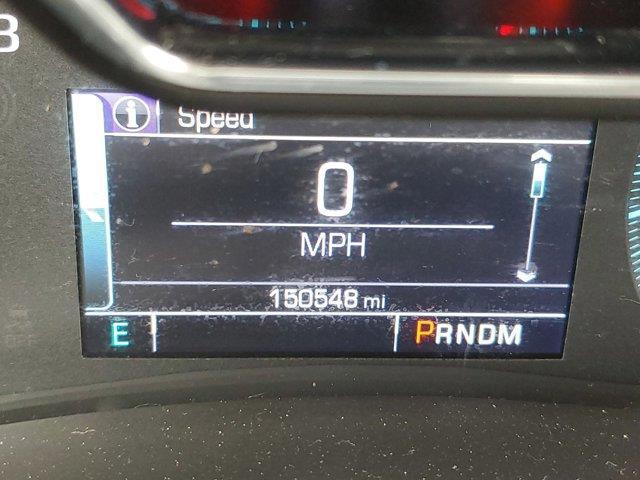 Speed
0
MPH
150548 mi
E PRNDM